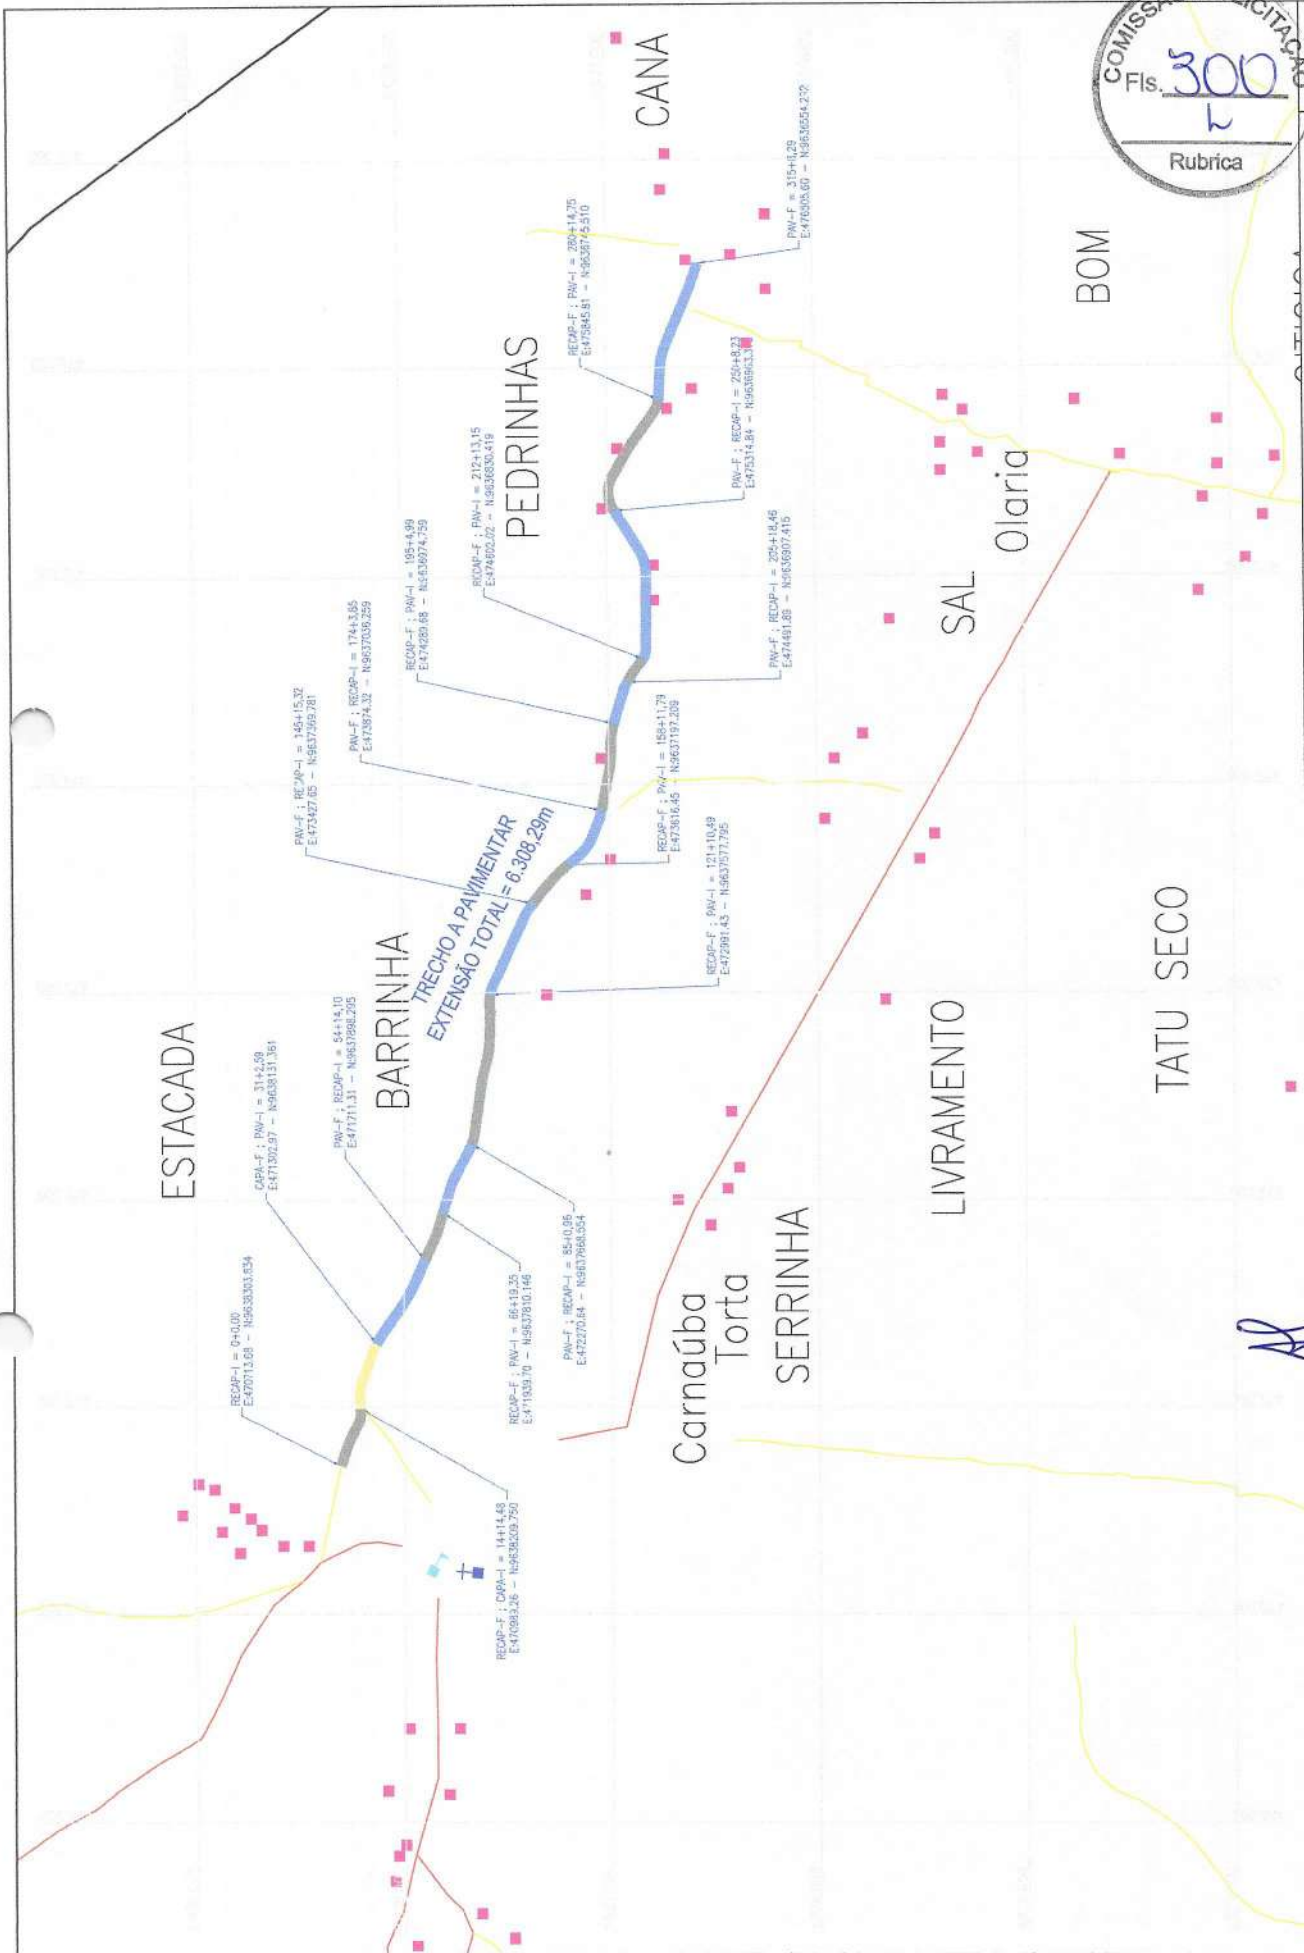 COMISSÃO
LICITAÇÃO
Fls. 300
Rubrica
CANA
PAV-F = 315+8,29
E:476505.60 - N:9636554.232
RECAP-F ; PAV-I = 280+14,75
E:475845.81 - N:9636745.510
BOM
PEDRINHAS
PAV-F ; RECAP-I = 250+8,23
E:475314.84 -
RECAP-F ; PAV-I = 212+13,15
E:474602.02 - N:9636830.419
Olaria
SAL.
RECAP-F ; PAV-I = 195+4,99
E:474280.68 - N:9636974.759
PAV-F ; RECAP-I = 205+18,46
E:474491.89 - N:9636907.415
PAV-F ; RECAP-I = 174+3,85
E:473874.32 - N:9637036.259
PAV-F ; RECAP-I = 145+15,32
E:473427.65 - N:9637369.781
RECAP-F ; PAV-I = 158+11,79
E:473616.45 - N:9637197.209
TRECHO A PAVIMENTAR
EXTENSÃO TOTAL = 6.308,29m
RECAP-F ; PAV-I = 121+10,49
E:472991.43 - N:9637577.795
BARRINHA
TATU SECO
ESTACADA
LIVRAMENTO
CAPA-F ; PAV-I = 31+2,59
E:471302.97 - N:9638131.361
PAV-F ; RECAP-I = 54+14,10
E:471711.31 - N:9637898.295
PAV-F ; RECAP-I = 85+0,96
E:472270.64 - N:9637668.554
RECAP-F ; PAV-I = 66+19,35
E:471939.70 - N:9637810.146
SERRINHA
Carnaúba
Torta
RECAP-I = 0+0,00
E:470713.68 - N:9638303.634
RECAP-F ; CAPA-I = 14+14,48
E:470983.26 - N:9638209.750